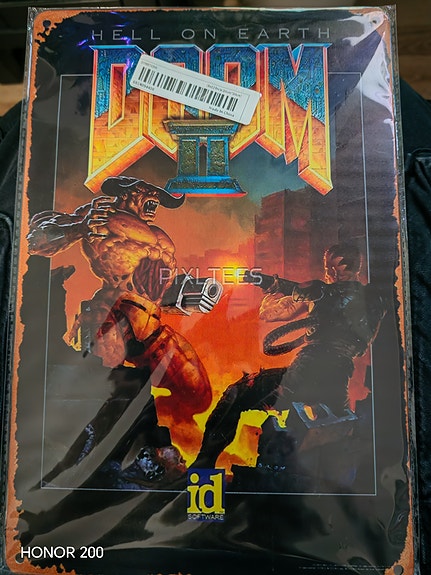 HELL ON EARTH
DOOM
II
PIXLTEES
id
SOFTWARE
HONOR 200